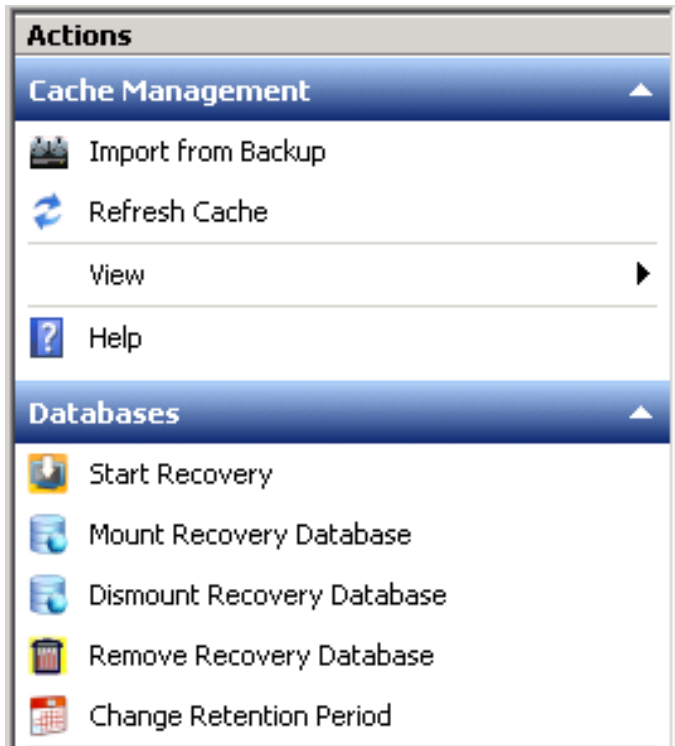 Actions
Cache Management
Import from Backup
Refresh Cache
View
Help
Databases
Start Recovery
Mount Recovery Database
Dismount Recovery Database
Remove Recovery Database
Change Retention Period